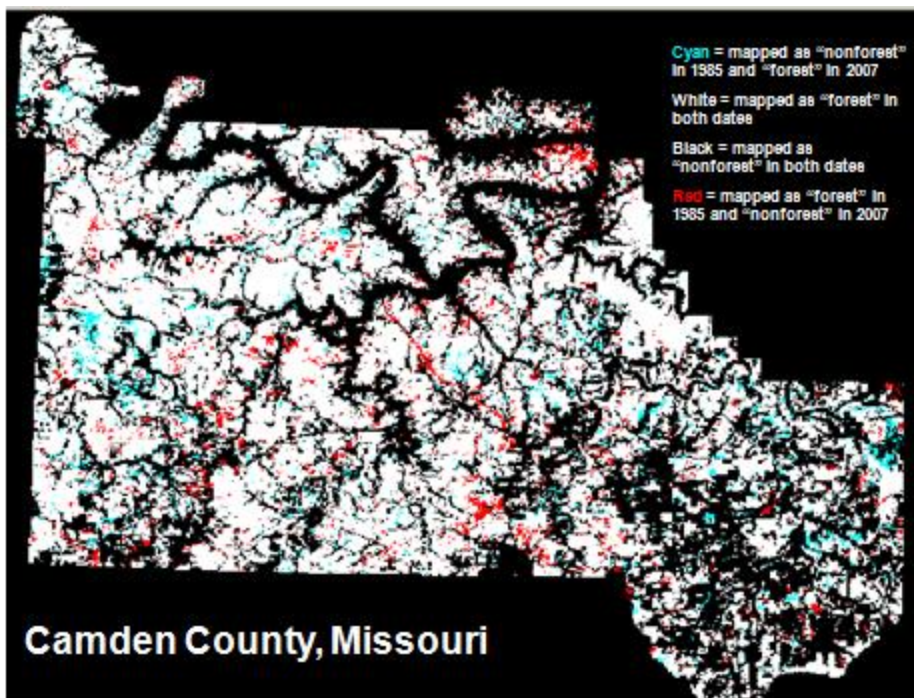 Cyan = mapped as “nonforest”
in 1985 and “forest” in 2007
White = mapped as “forest” in
both dates
Black = mapped as
“nonforest” in both dates
Red = mapped as “forest” in
1985 and “nonforest” in 2007
Camden County, Missouri